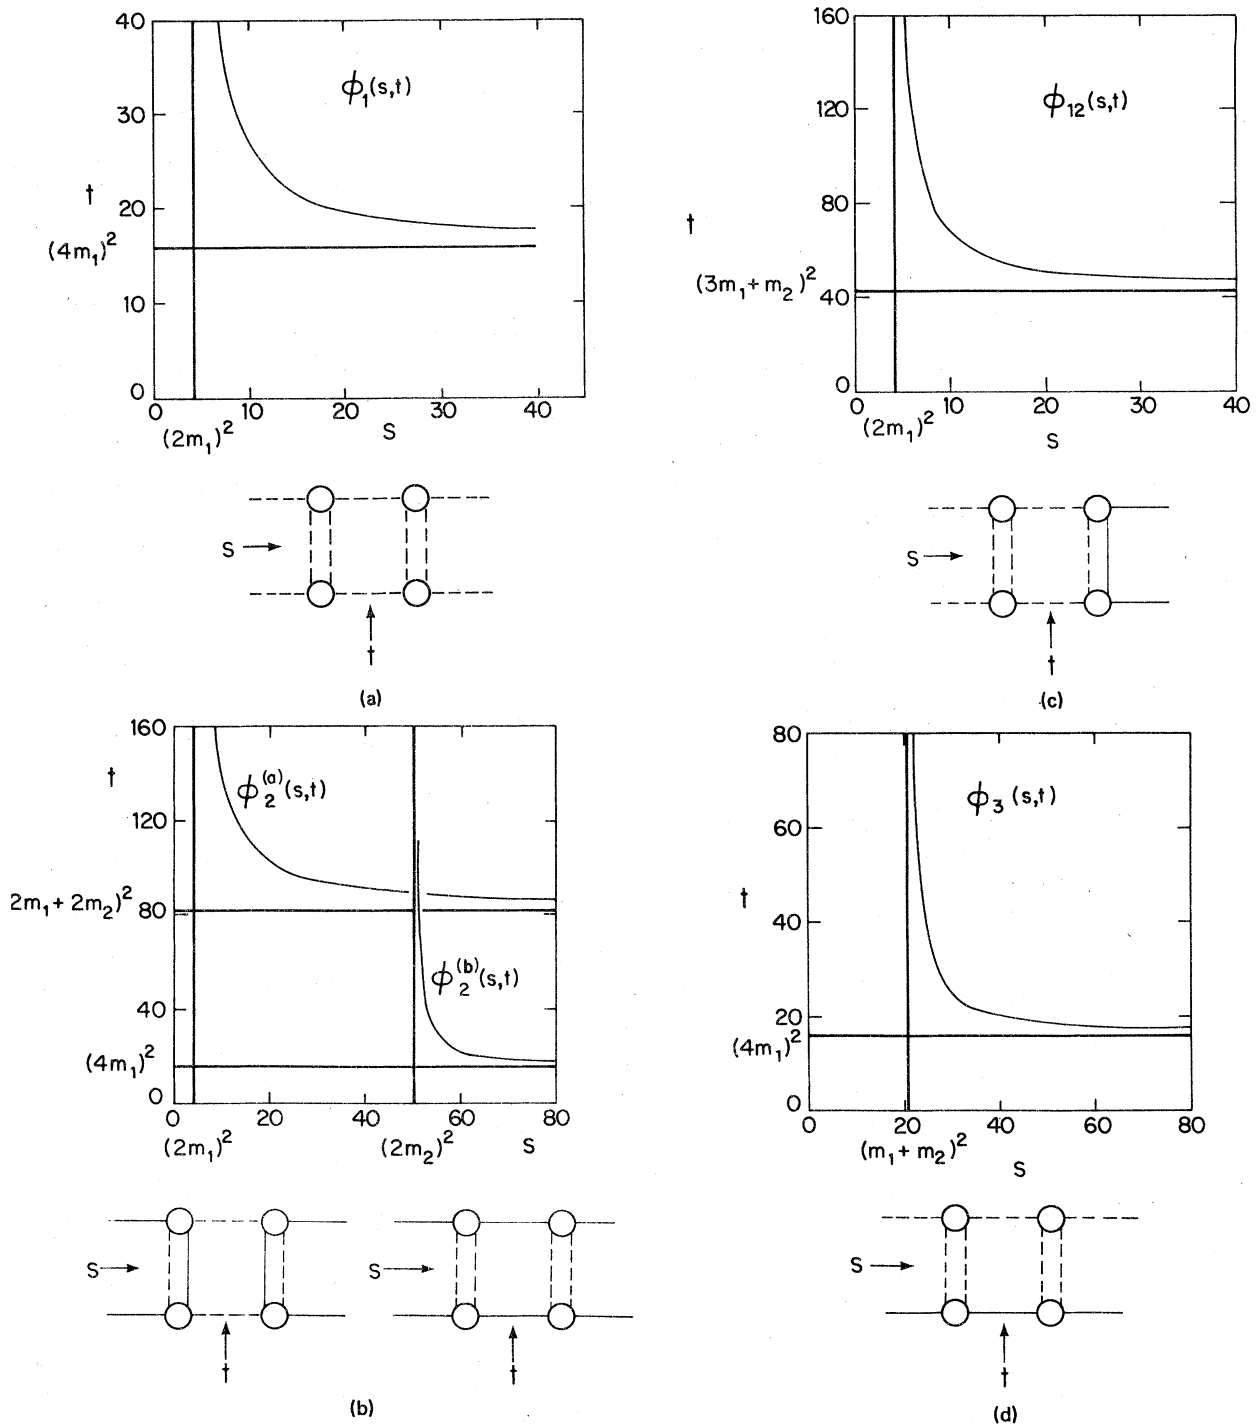 40
30
t
20
(4m₁)²
10
0
ϕ₁(s,t)
0 10 20 30 40
(2m₁)² S
S
t
(a)
160
120
80
t
(3m₁+m₂)²
40
0
ϕ₁₂(s,t)
0 10 20 30 40
(2m₁)² S
S
t
(c)
160
t
120
2m₁+2m₂)²
80
40
(4m₁)²
0
ϕ₂⁽ᵃ⁾(s,t)
ϕ₂⁽ᵇ⁾(s,t)
0 20 40 60 80
(2m₁)² (2m₂)² S
S S
t t
(b)
80
60
t
40
20
(4m₁)²
0
ϕ₃(s,t)
0 20 40 60 80
(m₁+m₂)² S
S
t
(d)